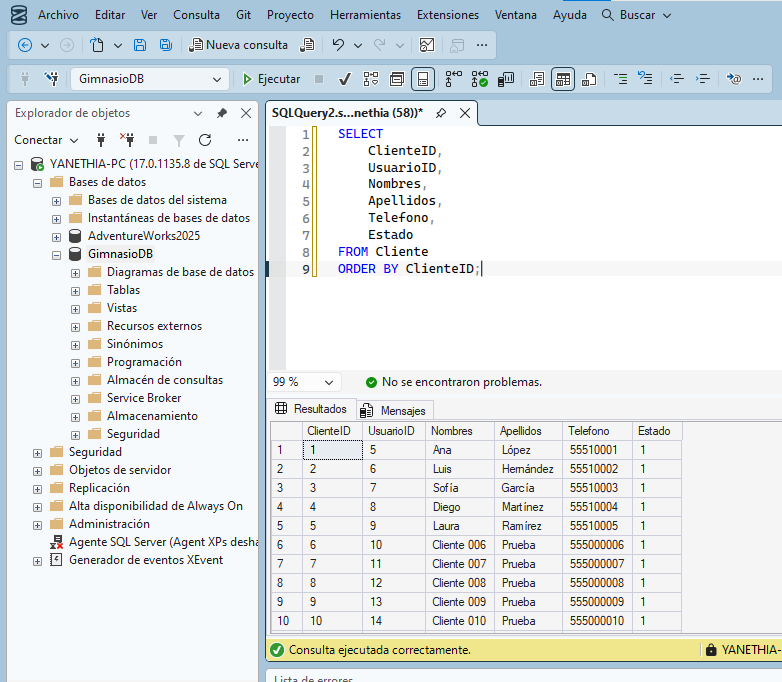 Archivo Editar Ver Consulta Git Proyecto Herramientas Extensiones Ventana Ayuda Buscar
Nueva consulta
GimnasioDB Ejecutar
Explorador de objetos
Conectar
YANETHIA-PC (17.0.1135.8 de SQL Serve
Bases de datos
Bases de datos del sistema
Instantáneas de bases de datos
AdventureWorks2025
GimnasioDB
Diagramas de base de datos
Tablas
Vistas
Recursos externos
Sinónimos
Programación
Almacén de consultas
Service Broker
Almacenamiento
Seguridad
Seguridad
Objetos de servidor
Replicación
Alta disponibilidad de Always On
Administración
Agente SQL Server (Agent XPs desha
Generador de eventos XEvent
SQLQuery2.s...nethia (58))*
1 SELECT
2 ClienteID,
3 UsuarioID,
4 Nombres,
5 Apellidos,
6 Telefono,
7 Estado
8 FROM Cliente
9 ORDER BY ClienteID;
99 % No se encontraron problemas.
Resultados Mensajes
ClienteID UsuarioID Nombres Apellidos Telefono Estado
1 1 5 Ana López 55510001 1
2 2 6 Luis Hernández 55510002 1
3 3 7 Sofía García 55510003 1
4 4 8 Diego Martínez 55510004 1
5 5 9 Laura Ramírez 55510005 1
6 6 10 Cliente 006 Prueba 555000006 1
7 7 11 Cliente 007 Prueba 555000007 1
8 8 12 Cliente 008 Prueba 555000008 1
9 9 13 Cliente 009 Prueba 555000009 1
10 10 14 Cliente 010 Prueba 555000010 1
Consulta ejecutada correctamente. YANETHIA-
Lista de errores